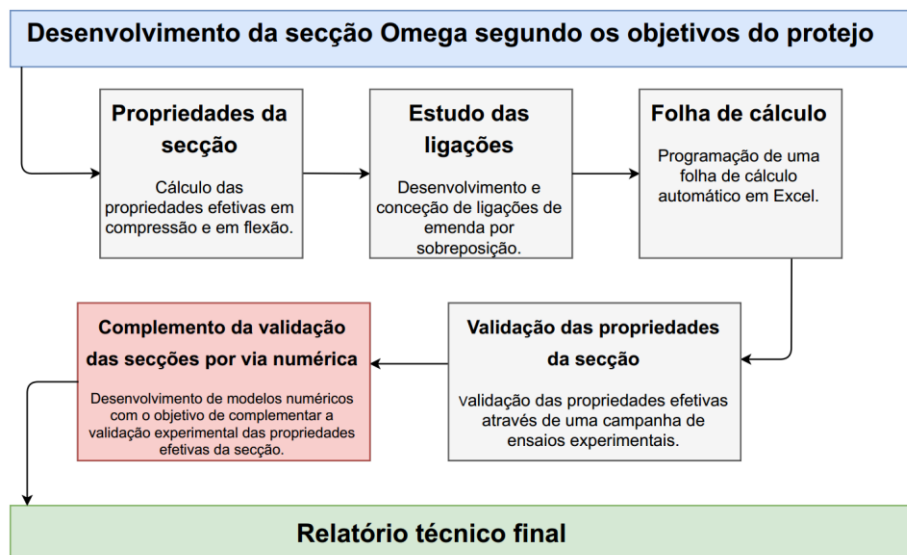 Desenvolvimento da secção Omega segundo os objetivos do protejo
Propriedades da
secção
Cálculo das
propriedades efetivas em
compressão e em flexão.
Estudo das
ligações
Desenvolvimento e
conceção de ligações de
emenda por
sobreposição.
Folha de cálculo
Programação de uma
folha de cálculo
automático em Excel.
Complemento da validação
das secções por via numérica
Desenvolvimento de modelos numéricos
com o objetivo de complementar a
validação experimental das propriedades
efetivas da secção.
Validação das propriedades
da secção
Validação das propriedades efetivas
através de uma campanha de
ensaios experimentais.
Relatório técnico final